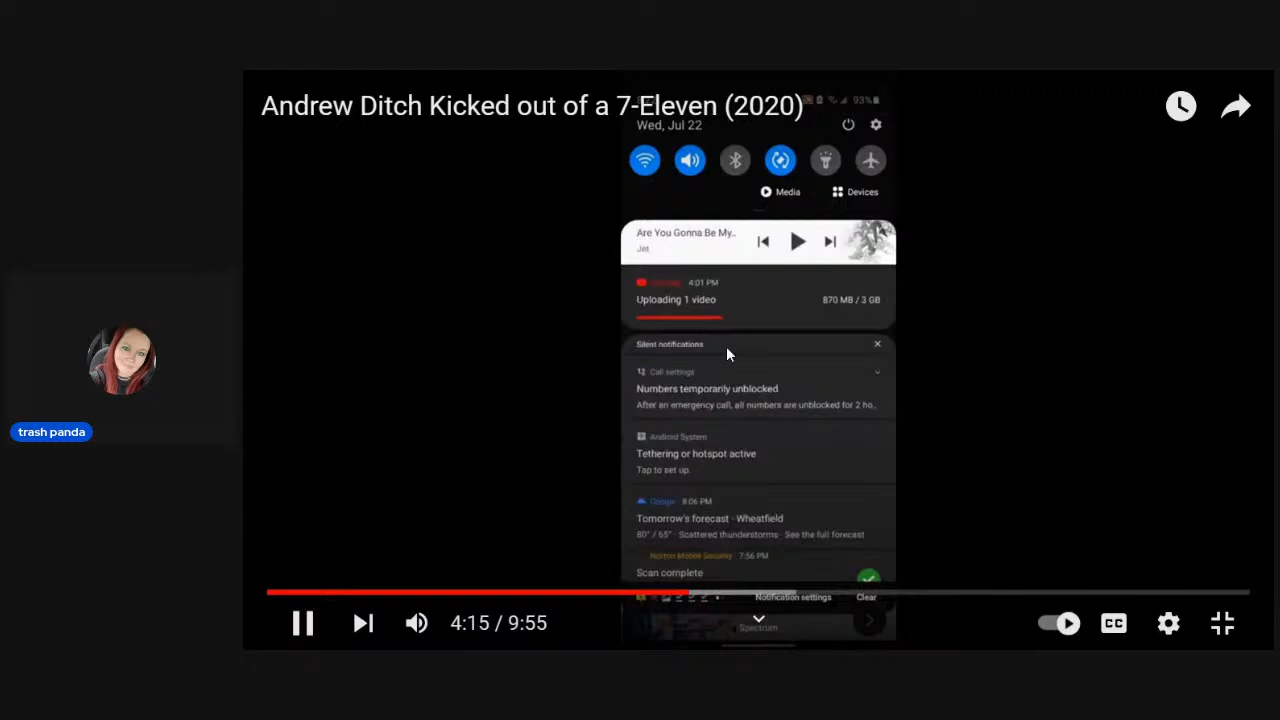 Andrew Ditch Kicked out of a 7-Eleven (2020)
93%
Wed, Jul 22
Media
Devices
Are You Gonna Be My..
Jet
4:01 PM
Uploading 1 video
870 MB / 3 GB
Silent notifications
Call settings
Numbers temporarily unblocked
After an emergency call, all numbers are unblocked for 2 ho..
Android System
Tethering or hotspot active
Tap to set up.
Google 8:06 PM
Tomorrow's forecast · Wheatfield
80° / 65° · Scattered thunderstorms · See the full forecast
Norton Mobile Security 7:56 PM
Scan complete
Notification settings
Clear
Spectrum
trash panda
4:15 / 9:55
CC